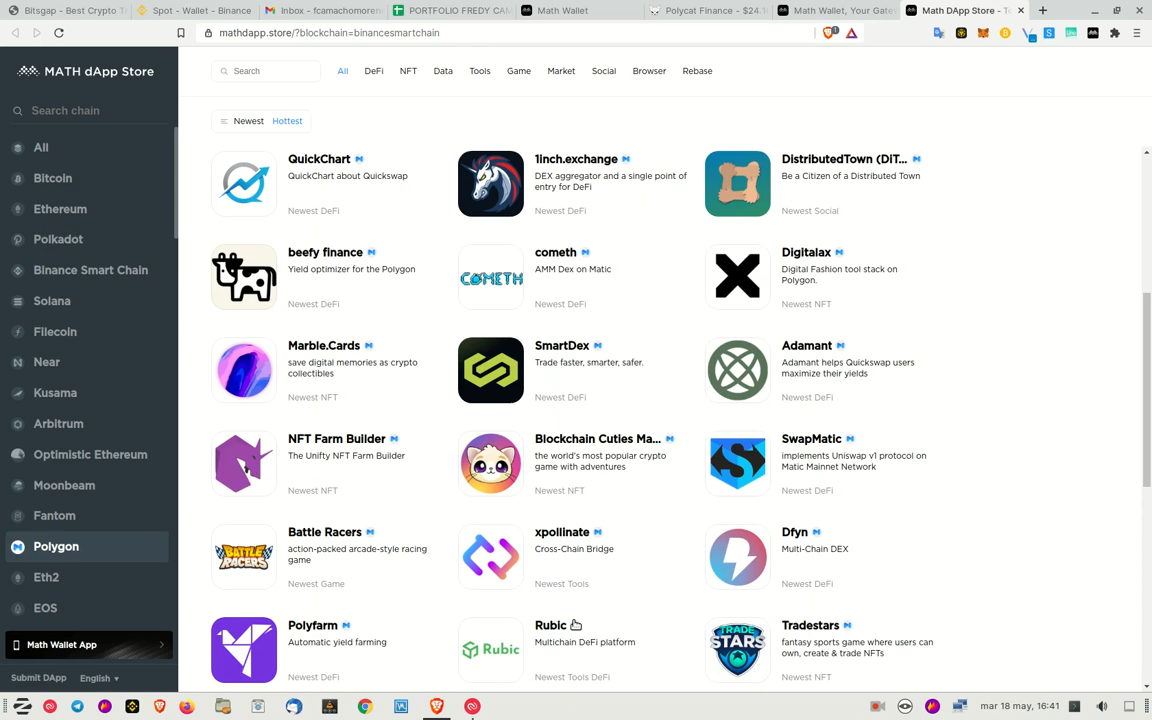 Bitsgap - Best Crypto T
Spot - Wallet - Binance
Inbox - fcamachomoren
PORTFOLIO FREDY CAM
Math Wallet
Polycat Finance - $24.1
Math Wallet, Your Gate
Math DApp Store - T
mathdapp.store/?blockchain=binancesmartchain
1
MATH dApp Store
Search
All
DeFi
NFT
Data
Tools
Game
Market
Social
Browser
Rebase
Search chain
Newest
Hottest
All
Bitcoin
Ethereum
Polkadot
Binance Smart Chain
Solana
Filecoin
Near
Kusama
Arbitrum
Optimistic Ethereum
Moonbeam
Fantom
Polygon
Eth2
EOS
Math Wallet App
Submit DApp
English
QuickChart
QuickChart about Quickswap
Newest DeFi
1inch.exchange
DEX aggregator and a single point of
entry for DeFi
Newest DeFi
DistributedTown (DiT...
Be a Citizen of a Distributed Town
Newest Social
beefy finance
Yield optimizer for the Polygon
Newest DeFi
COMETH
cometh
AMM Dex on Matic
Newest DeFi
Digitalax
Digital Fashion tool stack on
Polygon.
Newest NFT
Marble.Cards
save digital memories as crypto
collectibles
Newest NFT
SmartDex
Trade faster, smarter, safer.
Newest DeFi
Adamant
Adamant helps Quickswap users
maximize their yields
Newest DeFi
NFT Farm Builder
The Unifty NFT Farm Builder
Newest NFT
Blockchain Cuties Ma...
the world's most popular crypto
game with adventures
Newest NFT
SwapMatic
implements Uniswap v1 protocol on
Matic Mainnet Network
Newest DeFi
BATTLE
RACERS
Battle Racers
action-packed arcade-style racing
game
Newest Game
xpollinate
Cross-Chain Bridge
Newest Tools
Dfyn
Multi-Chain DEX
Newest DeFi
Polyfarm
Automatic yield farming
Newest DeFi
Rubic
Rubic
Multichain DeFi platform
Newest Tools DeFi
TRADE
STARS
Tradestars
fantasy sports game where users can
own, create & trade NFTs
Newest NFT
mar 18 may, 16:41